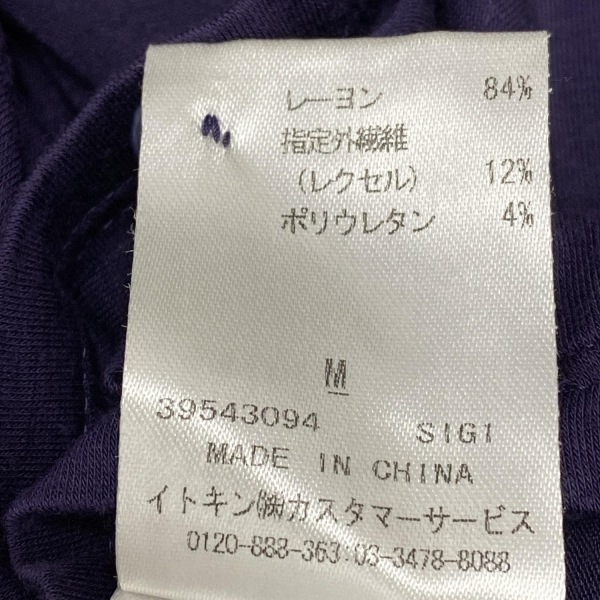 レーヨン 84%
指定外繊維
(レクセル) 12%
ポリウレタン 4%
M
39543094 SIGI
MADE IN CHINA
イトキン㈱カスタマーサービス
0120-888-363 03-3478-8088